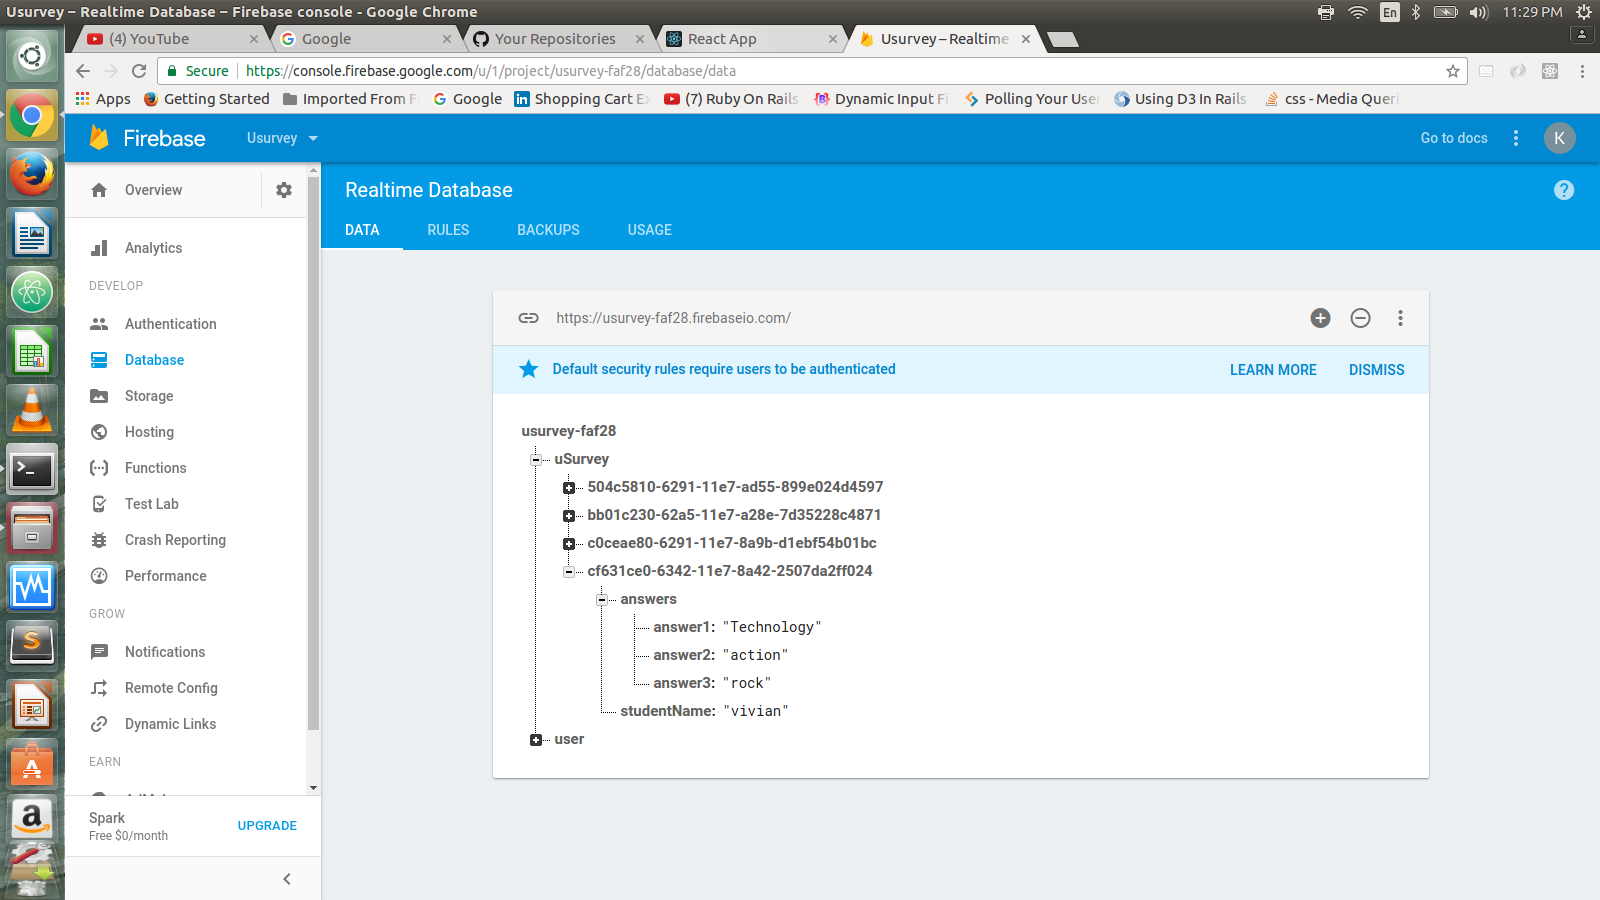 Usurvey – Realtime Database – Firebase console - Google Chrome
En
11:29 PM
(4) YouTube
Google
Your Repositories
React App
Usurvey – Realtime
Secure
https://console.firebase.google.com/u/1/project/usurvey-faf28/database/data
Apps
Getting Started
Imported From F
Google
Shopping Cart Ex
(7) Ruby On Rails
Dynamic Input Fi
Polling Your User
Using D3 In Rails
css - Media Queri
Firebase
Usurvey
Go to docs
K
Overview
Analytics
DEVELOP
Authentication
Database
Storage
Hosting
Functions
Test Lab
Crash Reporting
Performance
GROW
Notifications
Remote Config
Dynamic Links
EARN
Spark
Free $0/month
UPGRADE
Realtime Database
DATA
RULES
BACKUPS
USAGE
https://usurvey-faf28.firebaseio.com/
Default security rules require users to be authenticated
LEARN MORE
DISMISS
usurvey-faf28
uSurvey
504c5810-6291-11e7-ad55-899e024d4597
bb01c230-62a5-11e7-a28e-7d35228c4871
c0ceae80-6291-11e7-8a9b-d1ebf54b01bc
cf631ce0-6342-11e7-8a42-2507da2ff024
answers
answer1: "Technology"
answer2: "action"
answer3: "rock"
studentName: "vivian"
user